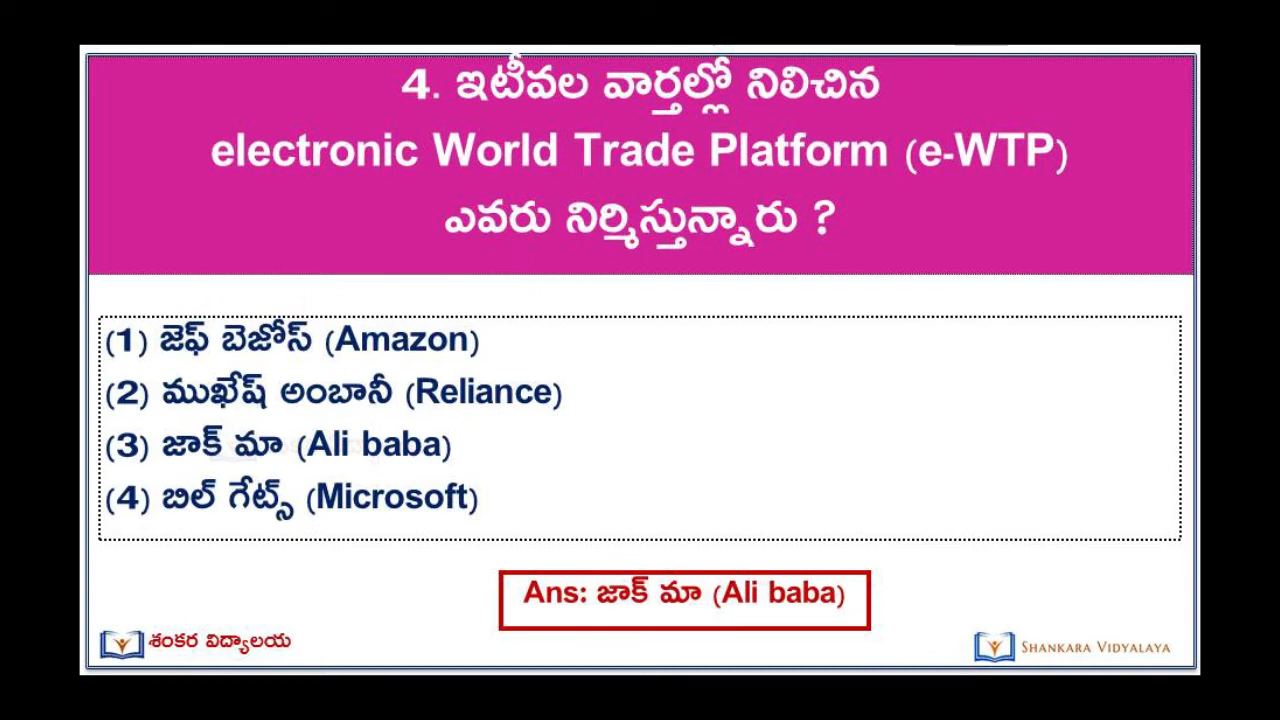 4. ఇటీవల వార్తల్లో నిలిచిన
electronic World Trade Platform (e-WTP)
ఎవరు నిర్మిస్తున్నారు ?
(1) జెఫ్ బెజోస్ (Amazon)
(2) ముఖేష్ అంబానీ (Reliance)
(3) జాక్ మా (Ali baba)
(4) బిల్ గేట్స్ (Microsoft)
Ans: జాక్ మా (Ali baba)
శంకర విద్యాలయ
SHANKARA VIDYALAYA